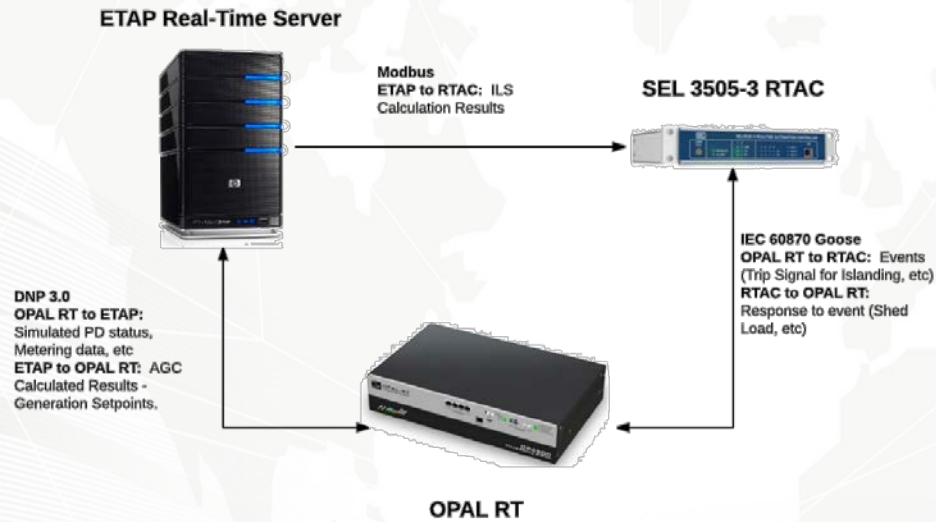 ETAP Real-Time Server
Modbus
ETAP to RTAC: ILS
Calculation Results
SEL 3505-3 RTAC
IEC 60870 Goose
OPAL RT to RTAC: Events
(Trip Signal for Islanding, etc)
RTAC to OPAL RT:
Response to event (Shed
Load, etc)
DNP 3.0
OPAL RT to ETAP:
Simulated PD status,
Metering data, etc
ETAP to OPAL RT: AGC
Calculated Results -
Generation Setpoints.
OPAL-RT
OPAL RT